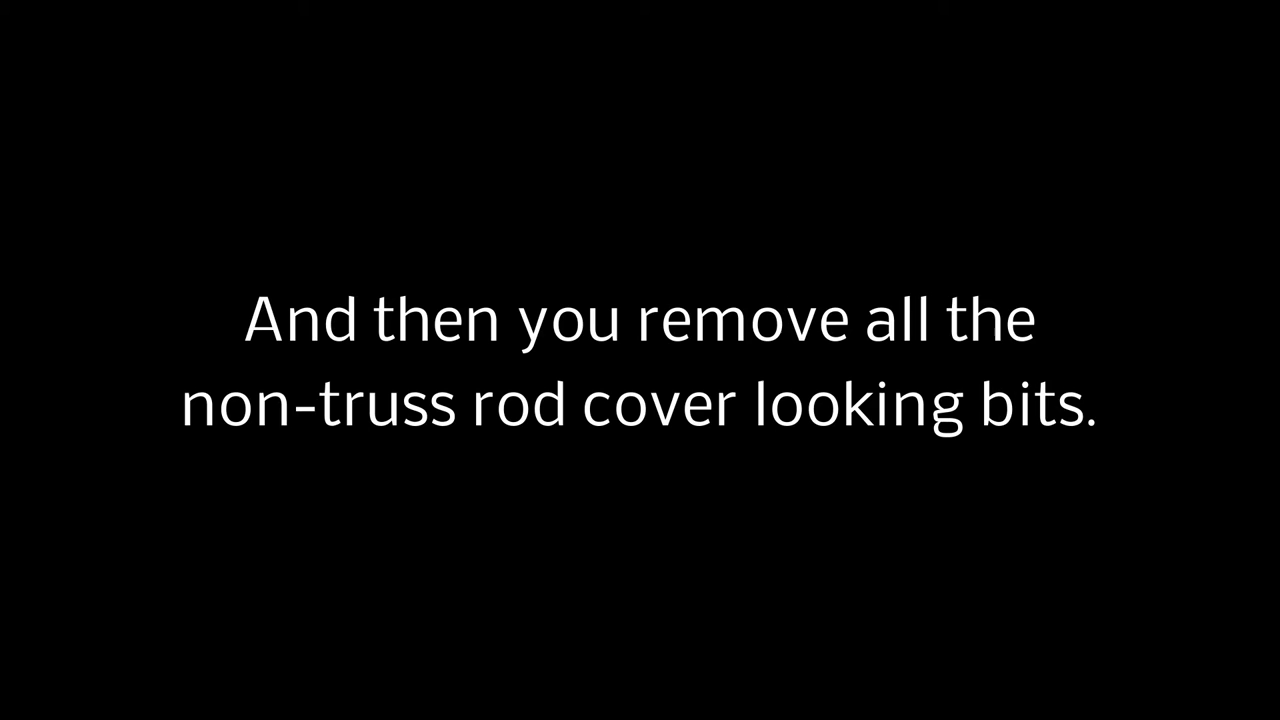 And then you remove all the
non-truss rod cover looking bits.